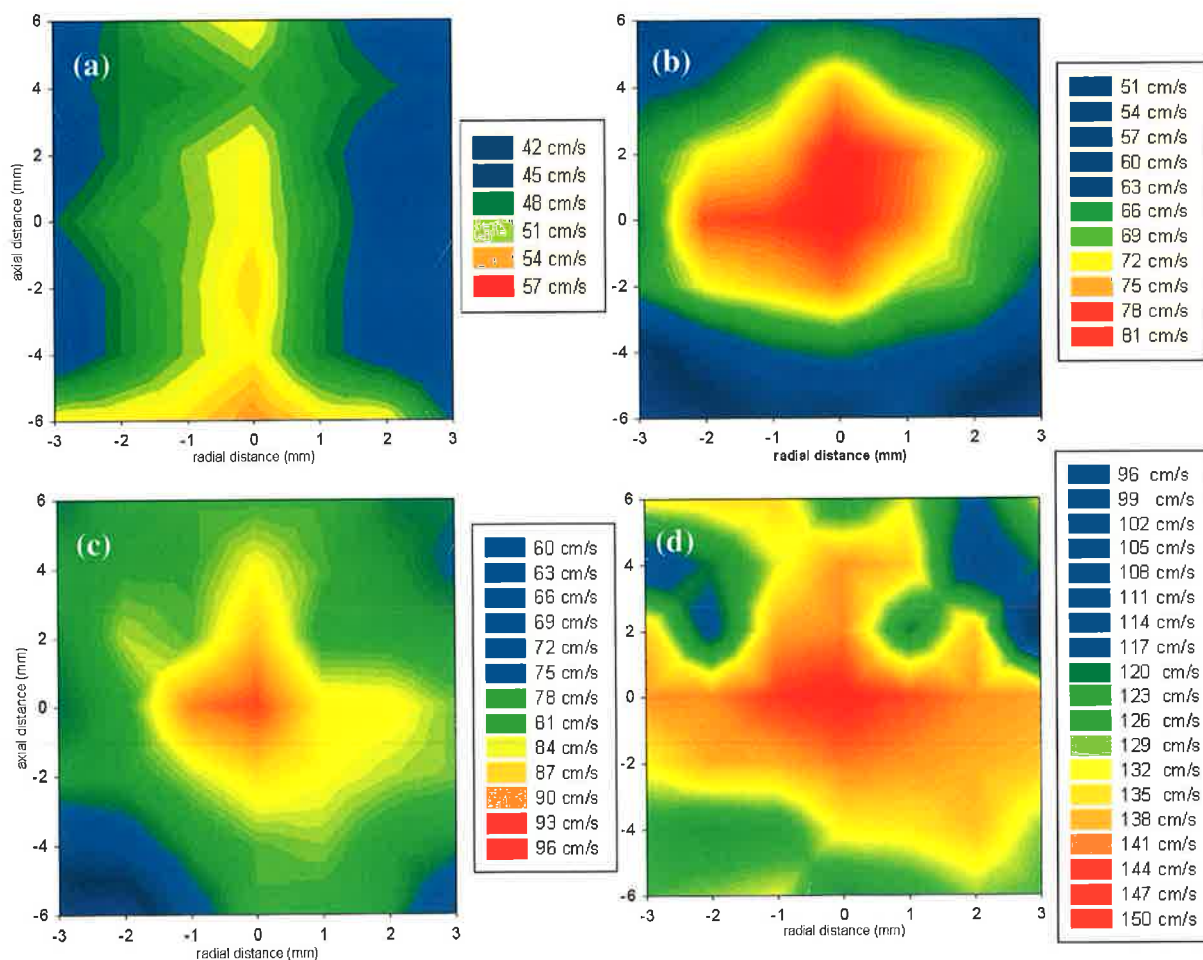 (a)
6
4
2
0
-2
-4
-6
axial distance (mm)
-3 -2 -1 0 1 2 3
radial distance (mm)
42 cm/s
45 cm/s
48 cm/s
51 cm/s
54 cm/s
57 cm/s
(b)
6
4
2
0
-2
-4
-6
-3 -2 -1 0 1 2 3
radial distance (mm)
51 cm/s
54 cm/s
57 cm/s
60 cm/s
63 cm/s
66 cm/s
69 cm/s
72 cm/s
75 cm/s
78 cm/s
81 cm/s
(c)
6
4
2
0
-2
-4
-6
axial distance (mm)
-3 -2 -1 0 1 2 3
radial distance (mm)
60 cm/s
63 cm/s
66 cm/s
69 cm/s
72 cm/s
75 cm/s
78 cm/s
81 cm/s
84 cm/s
87 cm/s
90 cm/s
93 cm/s
96 cm/s
(d)
6
4
2
0
-2
-4
-6
-3 -2 -1 0 1 2 3
radial distance (mm)
96 cm/s
99 cm/s
102 cm/s
105 cm/s
108 cm/s
111 cm/s
114 cm/s
117 cm/s
120 cm/s
123 cm/s
126 cm/s
129 cm/s
132 cm/s
135 cm/s
138 cm/s
141 cm/s
144 cm/s
147 cm/s
150 cm/s